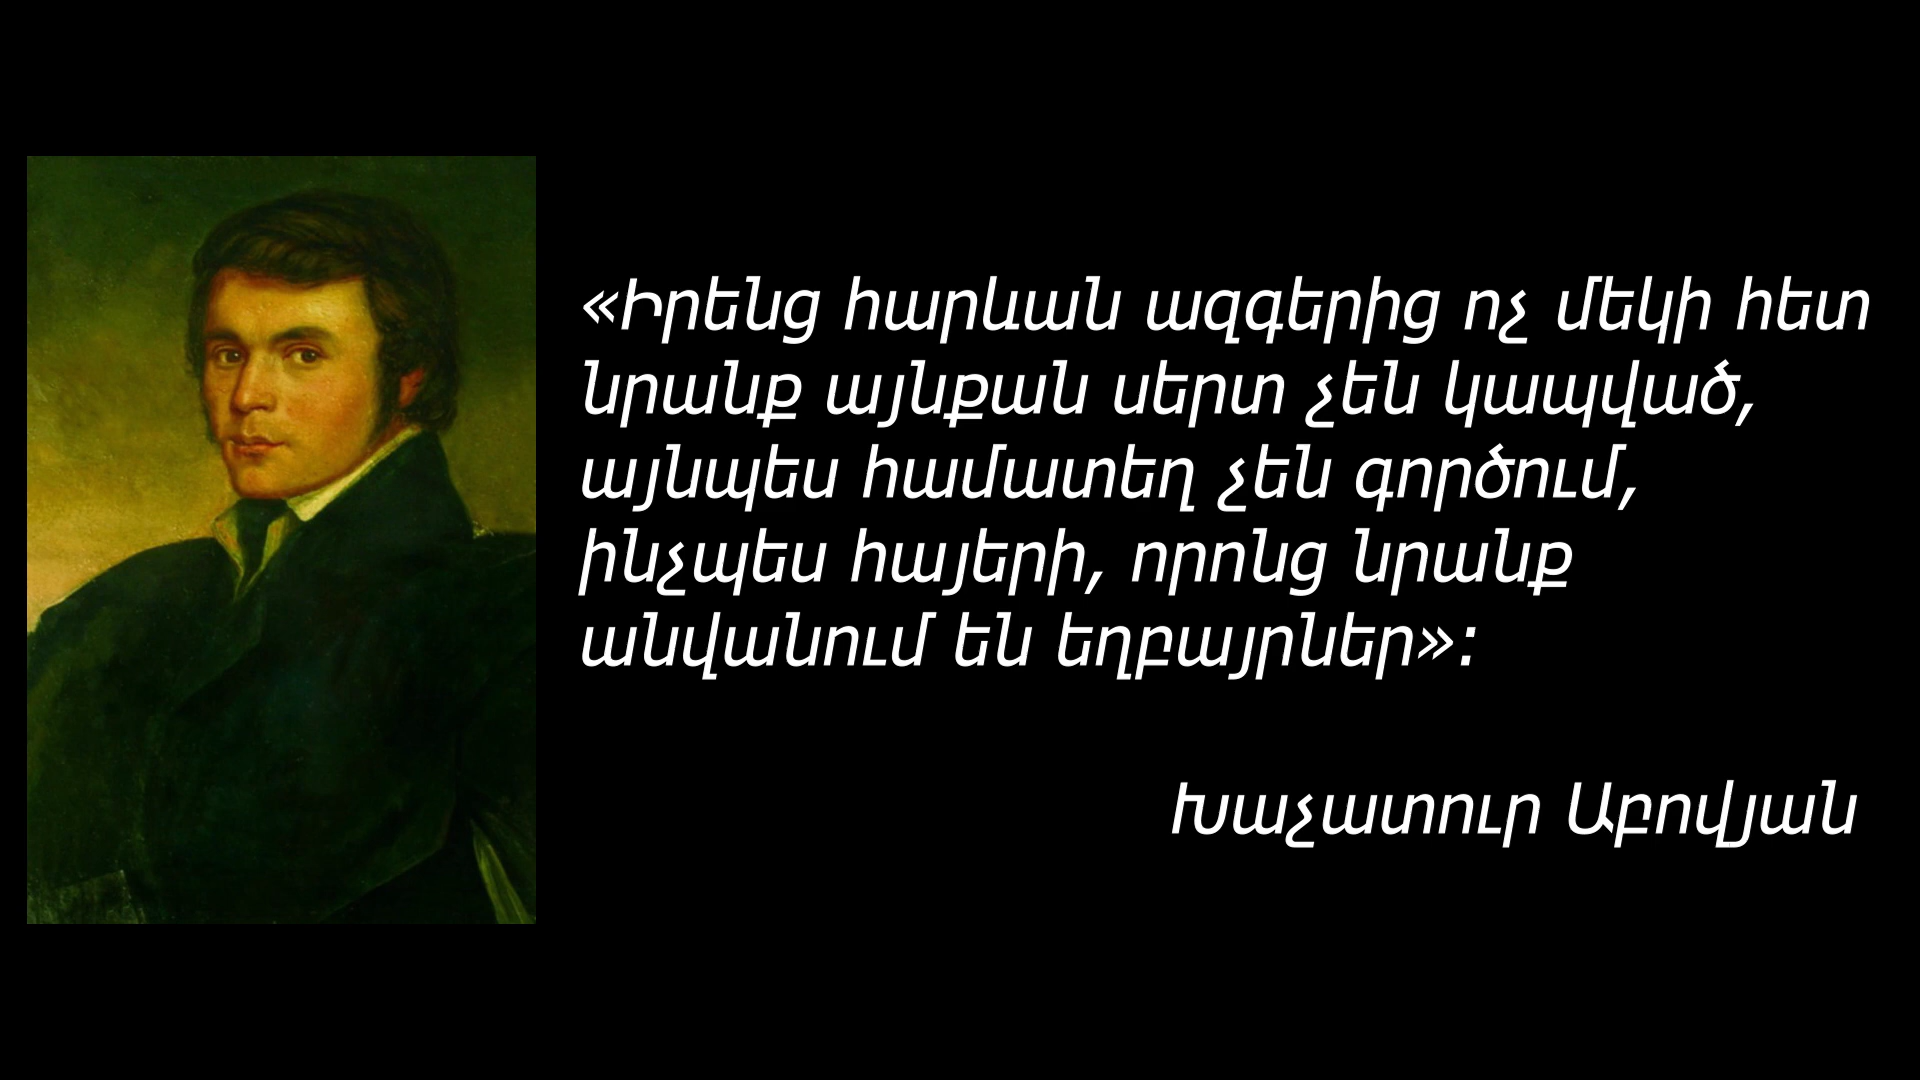 «Իրենց հարևան ազգերից ոչ մեկի հետ
նրանք այնքան սերտ չեն կապված,
այնպես համատեղ չեն գործում,
ինչպես հայերի, որոնց նրանք
անվանում են եղբայրներ»:
Խաչատուր Աբովյան